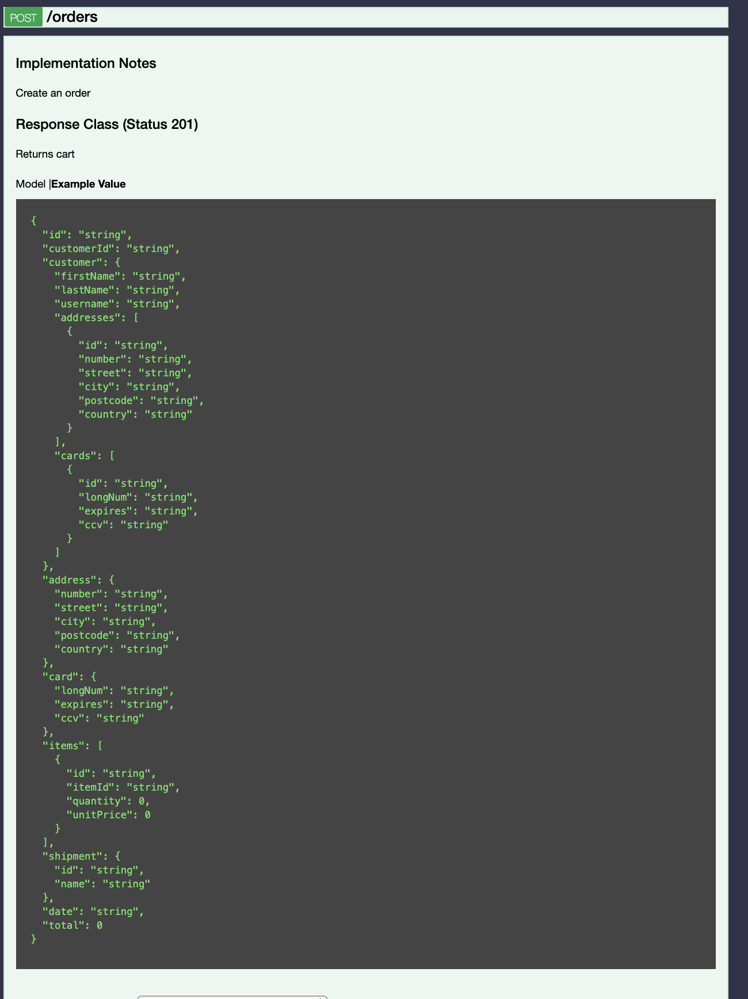 POST /orders
Implementation Notes
Create an order
Response Class (Status 201)
Returns cart
Model |Example Value
{
  "id": "string",
  "customerId": "string",
  "customer": {
    "firstName": "string",
    "lastName": "string",
    "username": "string",
    "addresses": [
      {
        "id": "string",
        "number": "string",
        "street": "string",
        "city": "string",
        "postcode": "string",
        "country": "string"
      }
    ],
    "cards": [
      {
        "id": "string",
        "longNum": "string",
        "expires": "string",
        "ccv": "string"
      }
    ]
  },
  "address": {
    "number": "string",
    "street": "string",
    "city": "string",
    "postcode": "string",
    "country": "string"
  },
  "card": {
    "longNum": "string",
    "expires": "string",
    "ccv": "string"
  },
  "items": [
    {
      "id": "string",
      "itemId": "string",
      "quantity": 0,
      "unitPrice": 0
    }
  ],
  "shipment": {
    "id": "string",
    "name": "string"
  },
  "date": "string",
  "total": 0
}